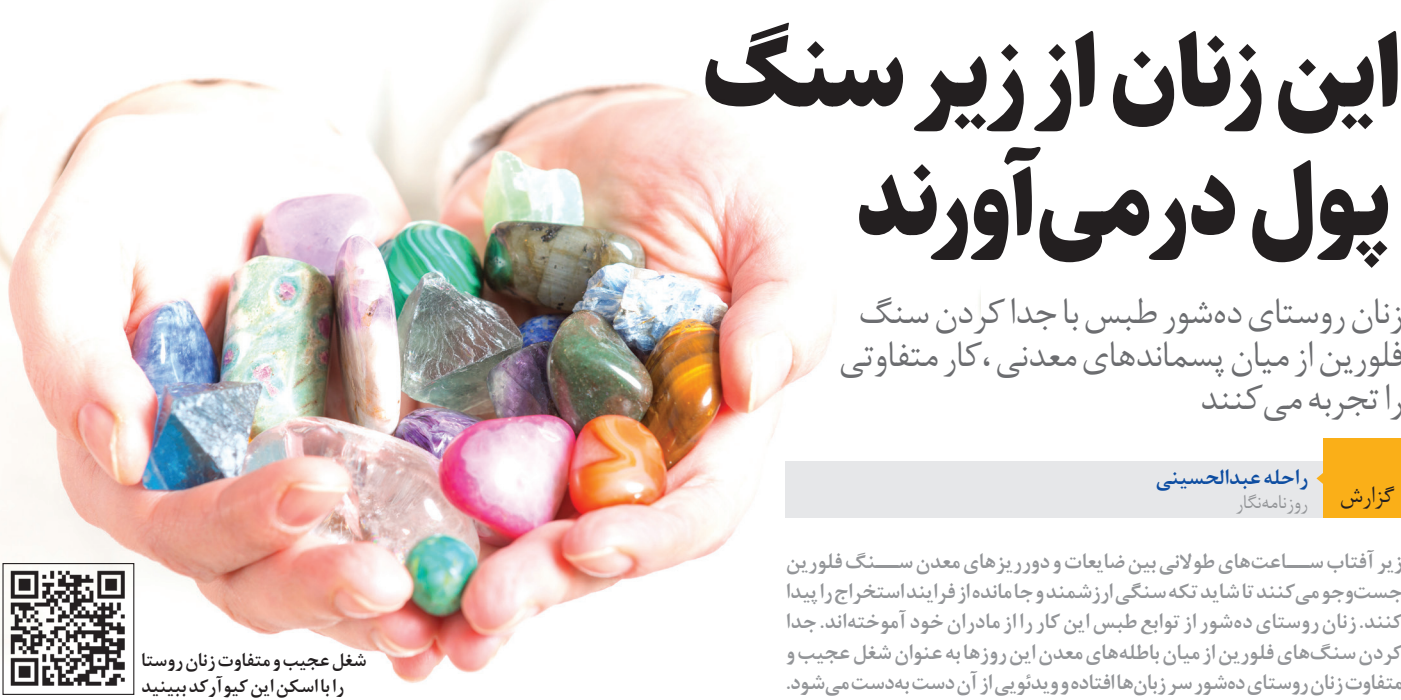 این زنان از زیر سنگ
پول درمی‌آورند
زنان روستای ده‌شور طبس با جدا کردن سنگ
فلورین از میان پسماندهای معدنی ،کار متفاوتی
را تجربه می‌کنند
گزارش
راحله عبدالحسینی
روزنامه‌نگار
زیر آفتاب ســـاعت‌های طولانی بین ضایعات و دورریزهای معدن ســـنگ فلورین
جست‌وجو می‌کنند تا شاید تکه سنگی ارزشمند و جا مانده از فرایند استخراج را پیدا
کنند. زنان روستای ده‌شور از توابع طبس این کار را از مادران خود آموخته‌اند. جدا
کردن سنگ‌های فلورین از میان باطله‌های معدن این روزها به عنوان شغل عجیب و
متفاوت زنان روستای ده‌شور سر زبان‌ها افتاده و ویدئویی از آن دست به‌دست می‌شود.
شغل عجیب و متفاوت زنان روستا
را با اسکن این کیوآر کد ببینید